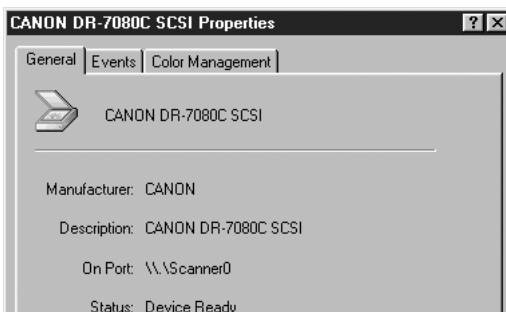 CANON DR-7080C SCSI Properties
General Events Color Management
CANON DR-7080C SCSI
Manufacturer: CANON
Description: CANON DR-7080C SCSI
On Port: \\.\Scanner0
Status: Device Ready